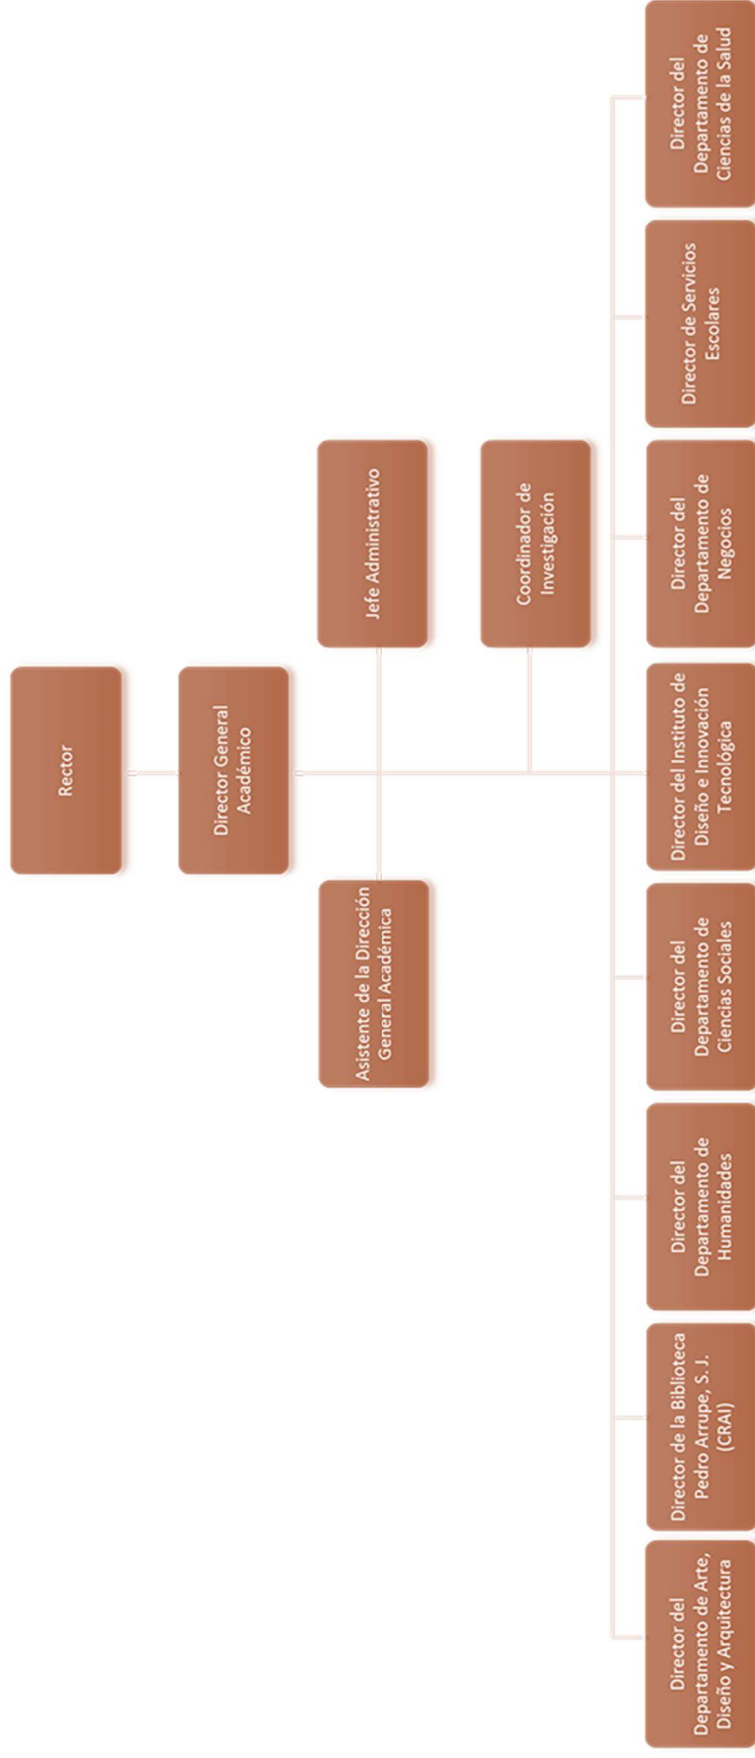 Rector
Director General
Académico
Asistente de la Dirección
General Académica
Jefe Administrativo
Coordinador de
Investigación
Director del
Departamento de Arte,
Diseño y Arquitectura
Director de la Biblioteca
Pedro Arrupe, S. J.
(CRAI)
Director del
Departamento de
Humanidades
Director del
Departamento de
Ciencias Sociales
Director del Instituto de
Diseño e Innovación
Tecnológica
Director del
Departamento de
Negocios
Director de Servicios
Escolares
Director del
Departamento de
Ciencias de la Salud